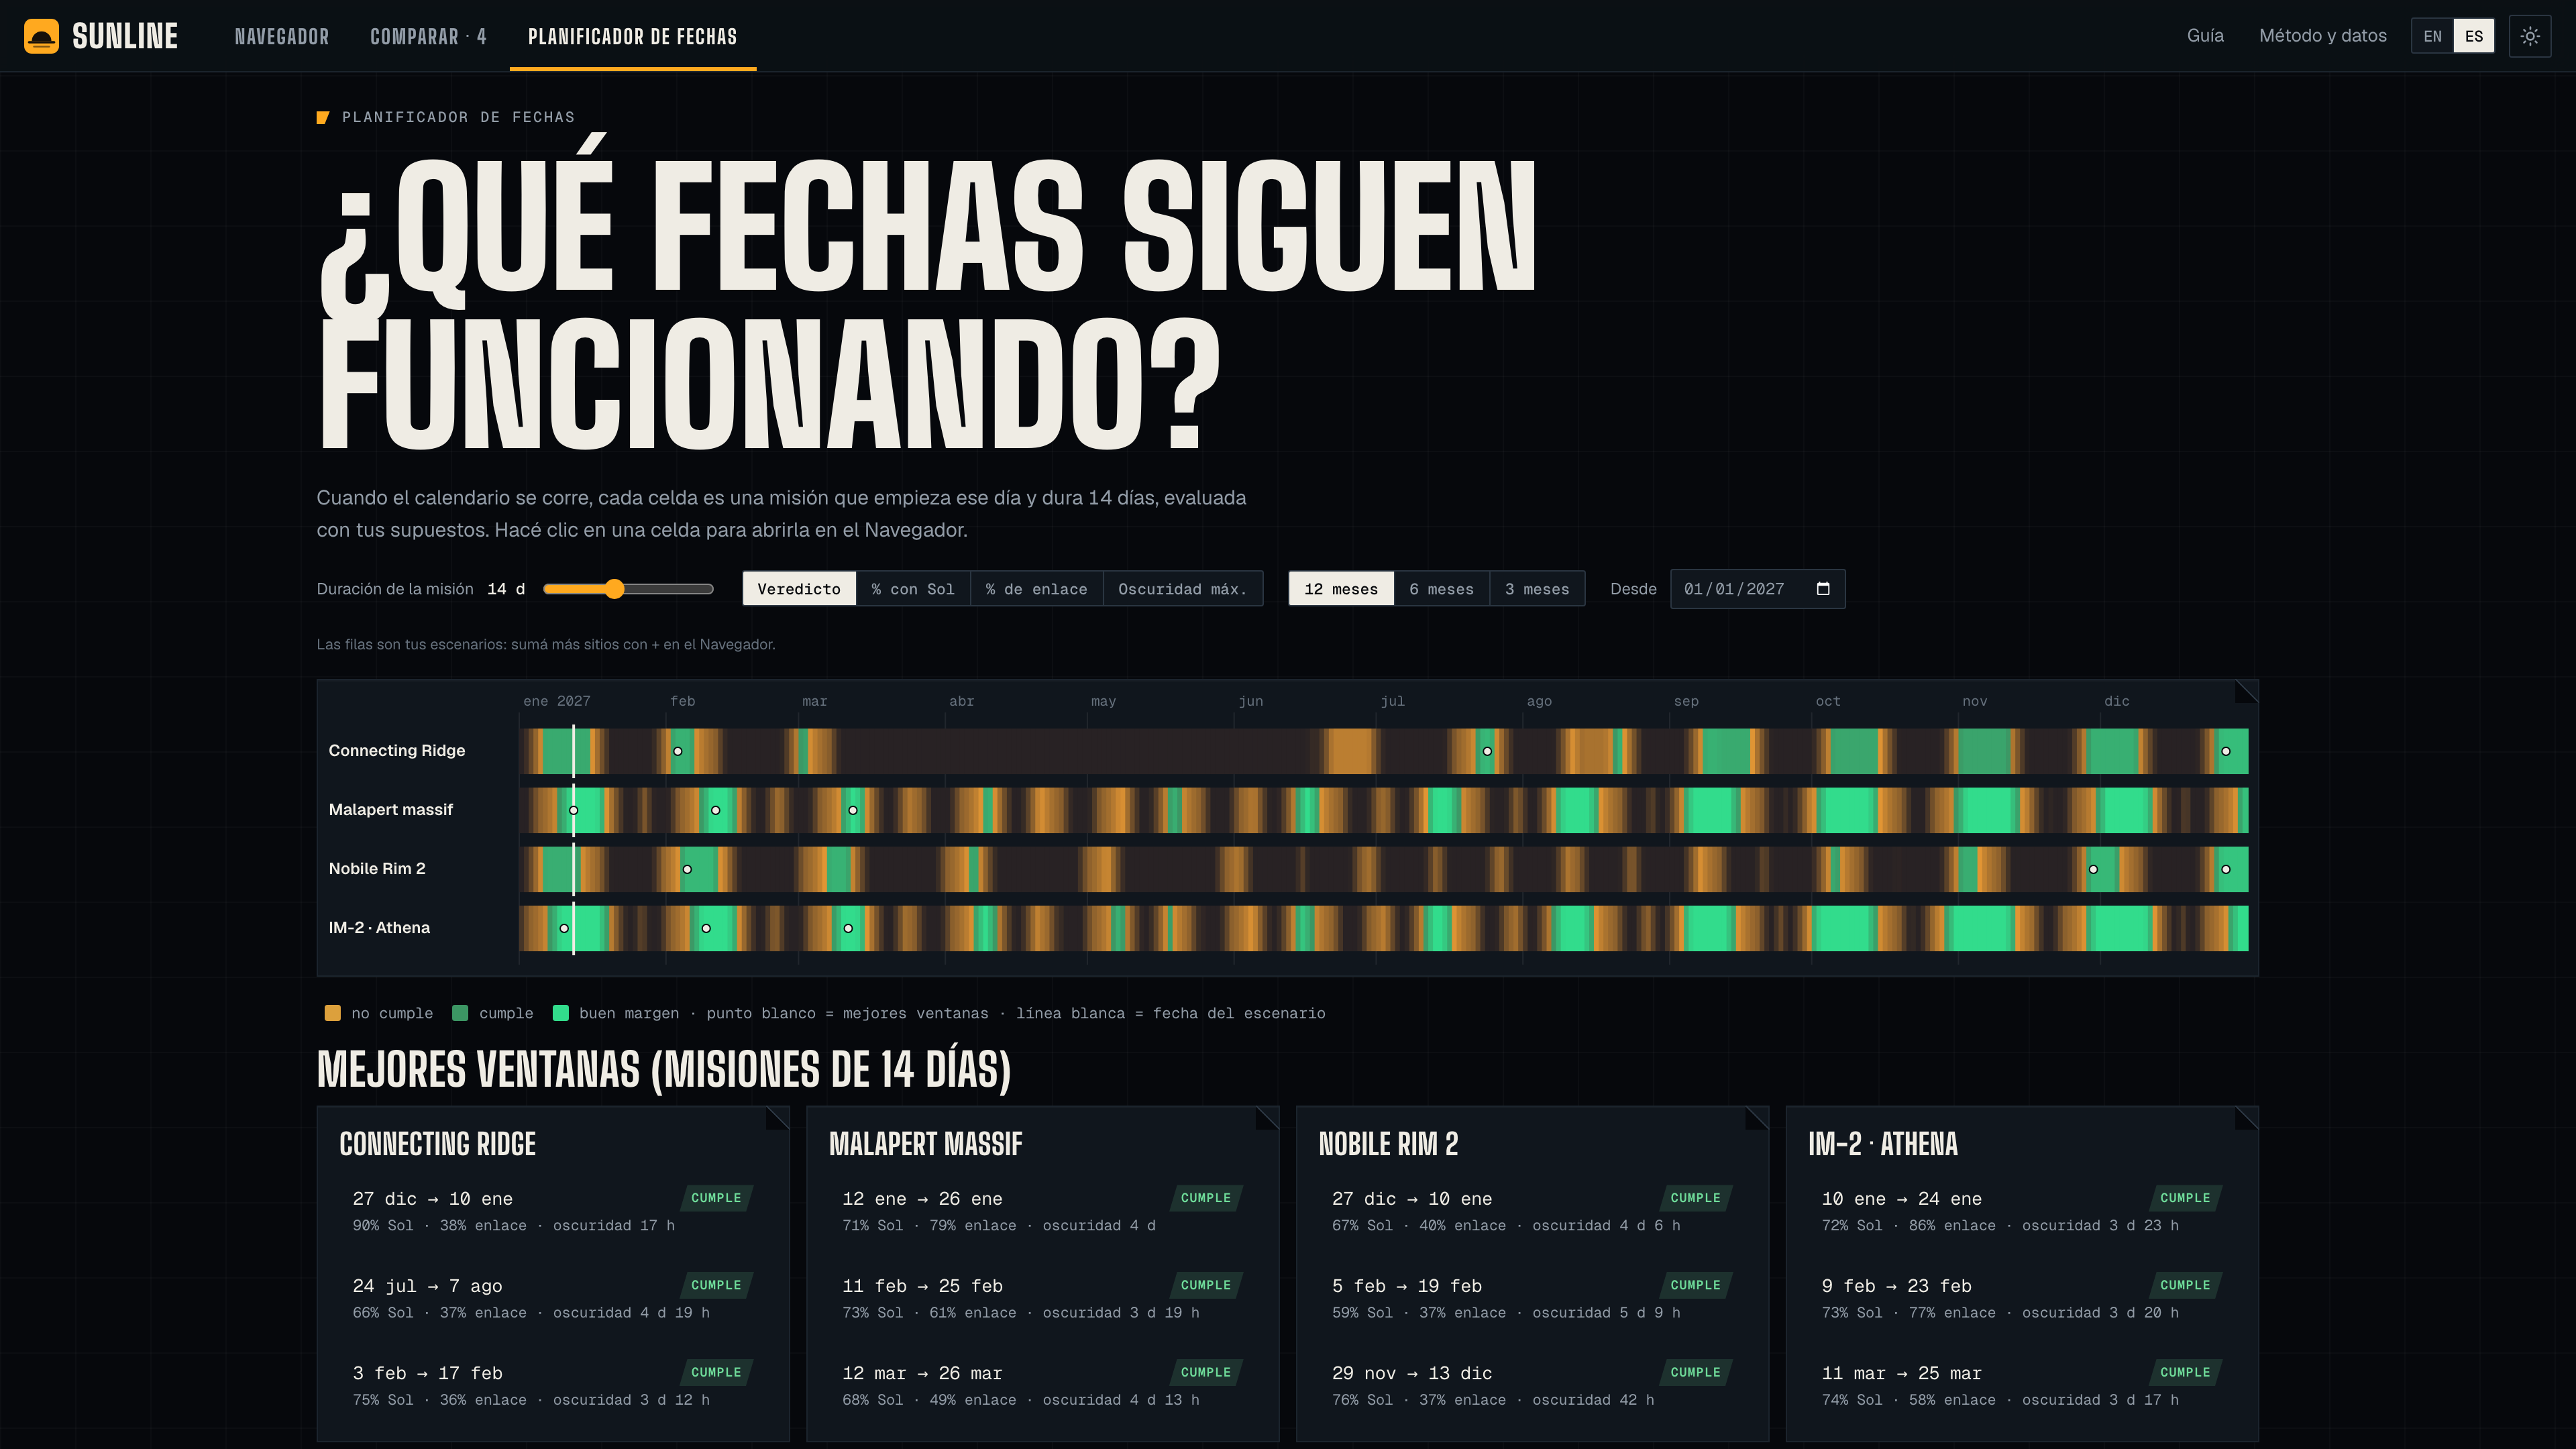 SUNLINE
NAVEGADOR
COMPARAR · 4
PLANIFICADOR DE FECHAS
Guía
Método y datos
EN
ES
PLANIFICADOR DE FECHAS
¿QUÉ FECHAS SIGUEN
FUNCIONANDO?
Cuando el calendario se corre, cada celda es una misión que empieza ese día y dura 14 días, evaluada
con tus supuestos. Hacé clic en una celda para abrirla en el Navegador.
Duración de la misión 14 d
Veredicto
% con Sol
% de enlace
Oscuridad máx.
12 meses
6 meses
3 meses
Desde
01/01/2027
Las filas son tus escenarios: sumá más sitios con + en el Navegador.
ene 2027 feb mar abr may jun jul ago sep oct nov dic
Connecting Ridge
Malapert massif
Nobile Rim 2
IM-2 · Athena
no cumple cumple buen margen · punto blanco = mejores ventanas · línea blanca = fecha del escenario
MEJORES VENTANAS (MISIONES DE 14 DÍAS)
CONNECTING RIDGE
27 dic → 10 ene CUMPLE
90% Sol · 38% enlace · oscuridad 17 h
24 jul → 7 ago CUMPLE
66% Sol · 37% enlace · oscuridad 4 d 19 h
3 feb → 17 feb CUMPLE
75% Sol · 36% enlace · oscuridad 3 d 12 h
MALAPERT MASSIF
12 ene → 26 ene CUMPLE
71% Sol · 79% enlace · oscuridad 4 d
11 feb → 25 feb CUMPLE
73% Sol · 61% enlace · oscuridad 3 d 19 h
12 mar → 26 mar CUMPLE
68% Sol · 49% enlace · oscuridad 4 d 13 h
NOBILE RIM 2
27 dic → 10 ene CUMPLE
67% Sol · 40% enlace · oscuridad 4 d 6 h
5 feb → 19 feb CUMPLE
59% Sol · 37% enlace · oscuridad 5 d 9 h
29 nov → 13 dic CUMPLE
76% Sol · 37% enlace · oscuridad 42 h
IM-2 · ATHENA
10 ene → 24 ene CUMPLE
72% Sol · 86% enlace · oscuridad 3 d 23 h
9 feb → 23 feb CUMPLE
73% Sol · 77% enlace · oscuridad 3 d 20 h
11 mar → 25 mar CUMPLE
74% Sol · 58% enlace · oscuridad 3 d 17 h